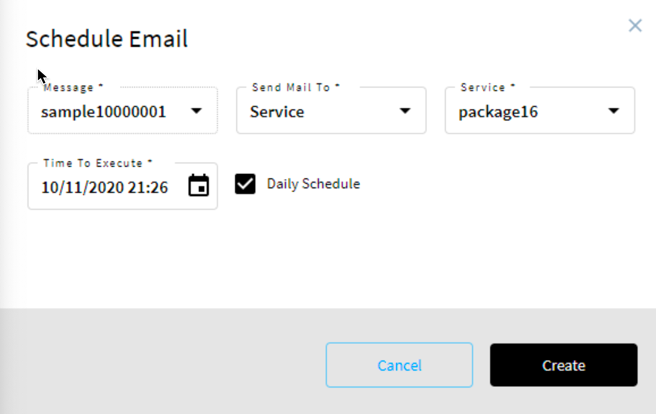 Schedule Email
Message *
sample10000001
Send Mail To *
Service
Service *
package16
Time To Execute *
10/11/2020 21:26
Daily Schedule
Cancel
Create